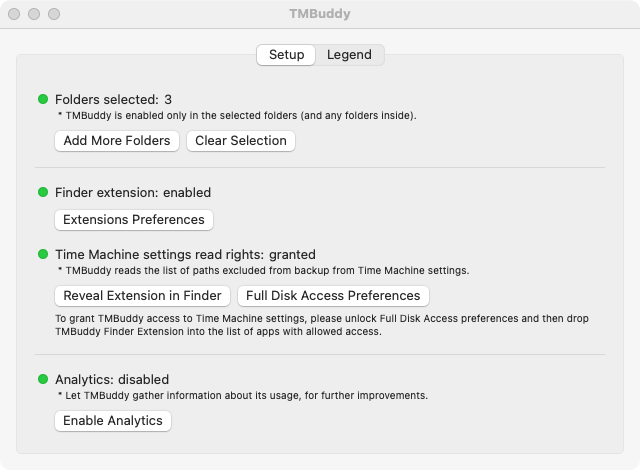 TMBuddy
Setup
Legend
Folders selected: 3
* TMBuddy is enabled only in the selected folders (and any folders inside).
Add More Folders
Clear Selection
Finder extension: enabled
Extensions Preferences
Time Machine settings read rights: granted
* TMBuddy reads the list of paths excluded from backup from Time Machine settings.
Reveal Extension in Finder
Full Disk Access Preferences
To grant TMBuddy access to Time Machine settings, please unlock Full Disk Access preferences and then drop
TMBuddy Finder Extension into the list of apps with allowed access.
Analytics: disabled
* Let TMBuddy gather information about its usage, for further improvements.
Enable Analytics